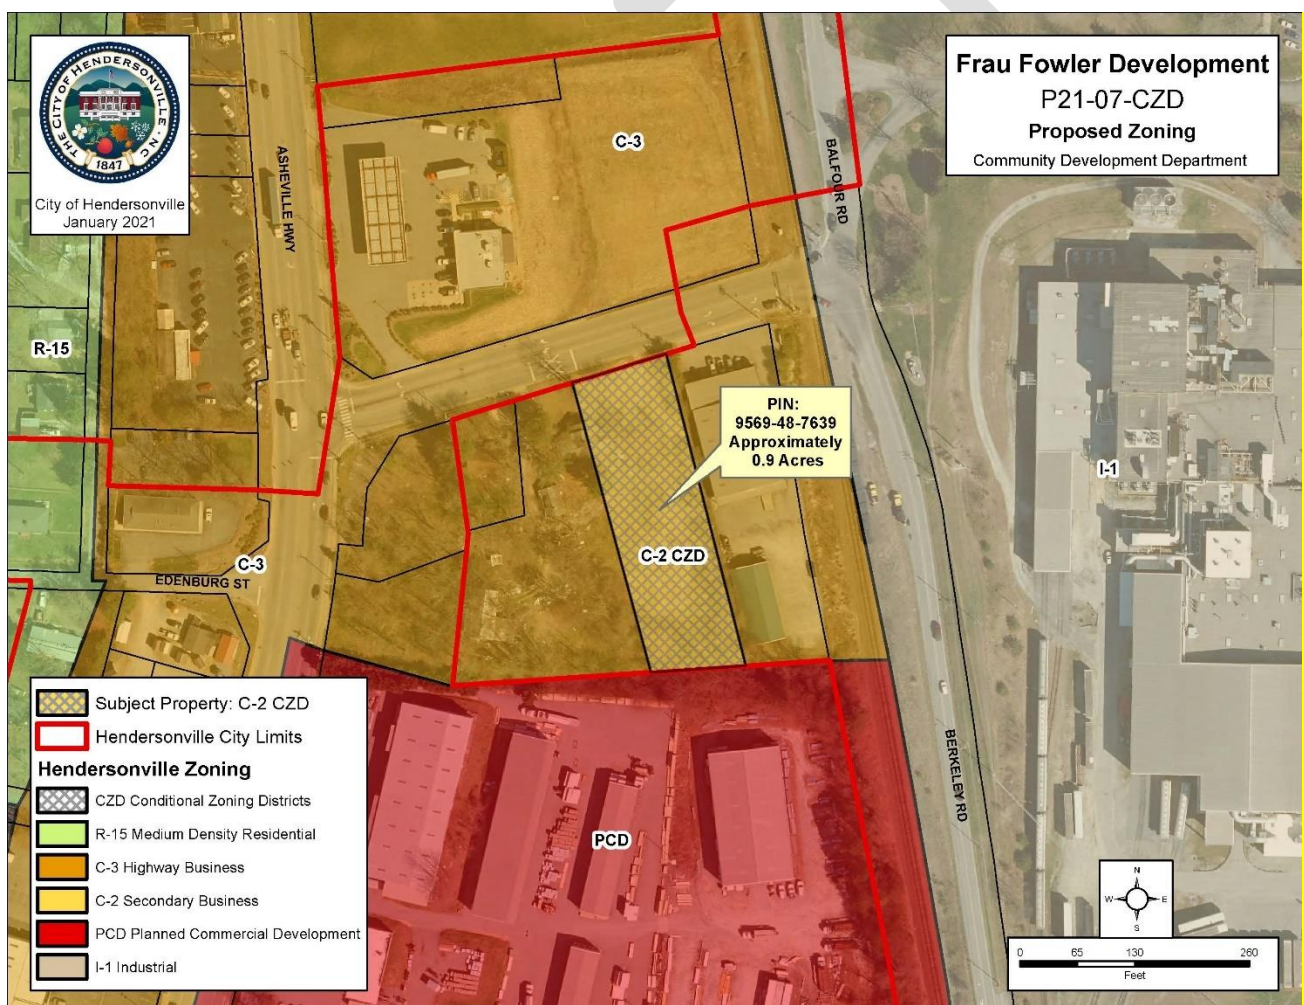 THE CITY OF HENDERSONVILLE · N.C.
1847
City of Hendersonville
January 2021
Frau Fowler Development
P21-07-CZD
Proposed Zoning
Community Development Department
ASHEVILLE HWY
C-3
BALFOUR RD
R-15
PIN:
9569-48-7639
Approximately
0.9 Acres
I-1
C-2 CZD
C-3
EDENBURG ST
BERKELEY RD
PCD
Subject Property: C-2 CZD
Hendersonville City Limits
Hendersonville Zoning
CZD Conditional Zoning Districts
R-15 Medium Density Residential
C-3 Highway Business
C-2 Secondary Business
PCD Planned Commercial Development
I-1 Industrial
N
W E
S
0 65 130 260
Feet